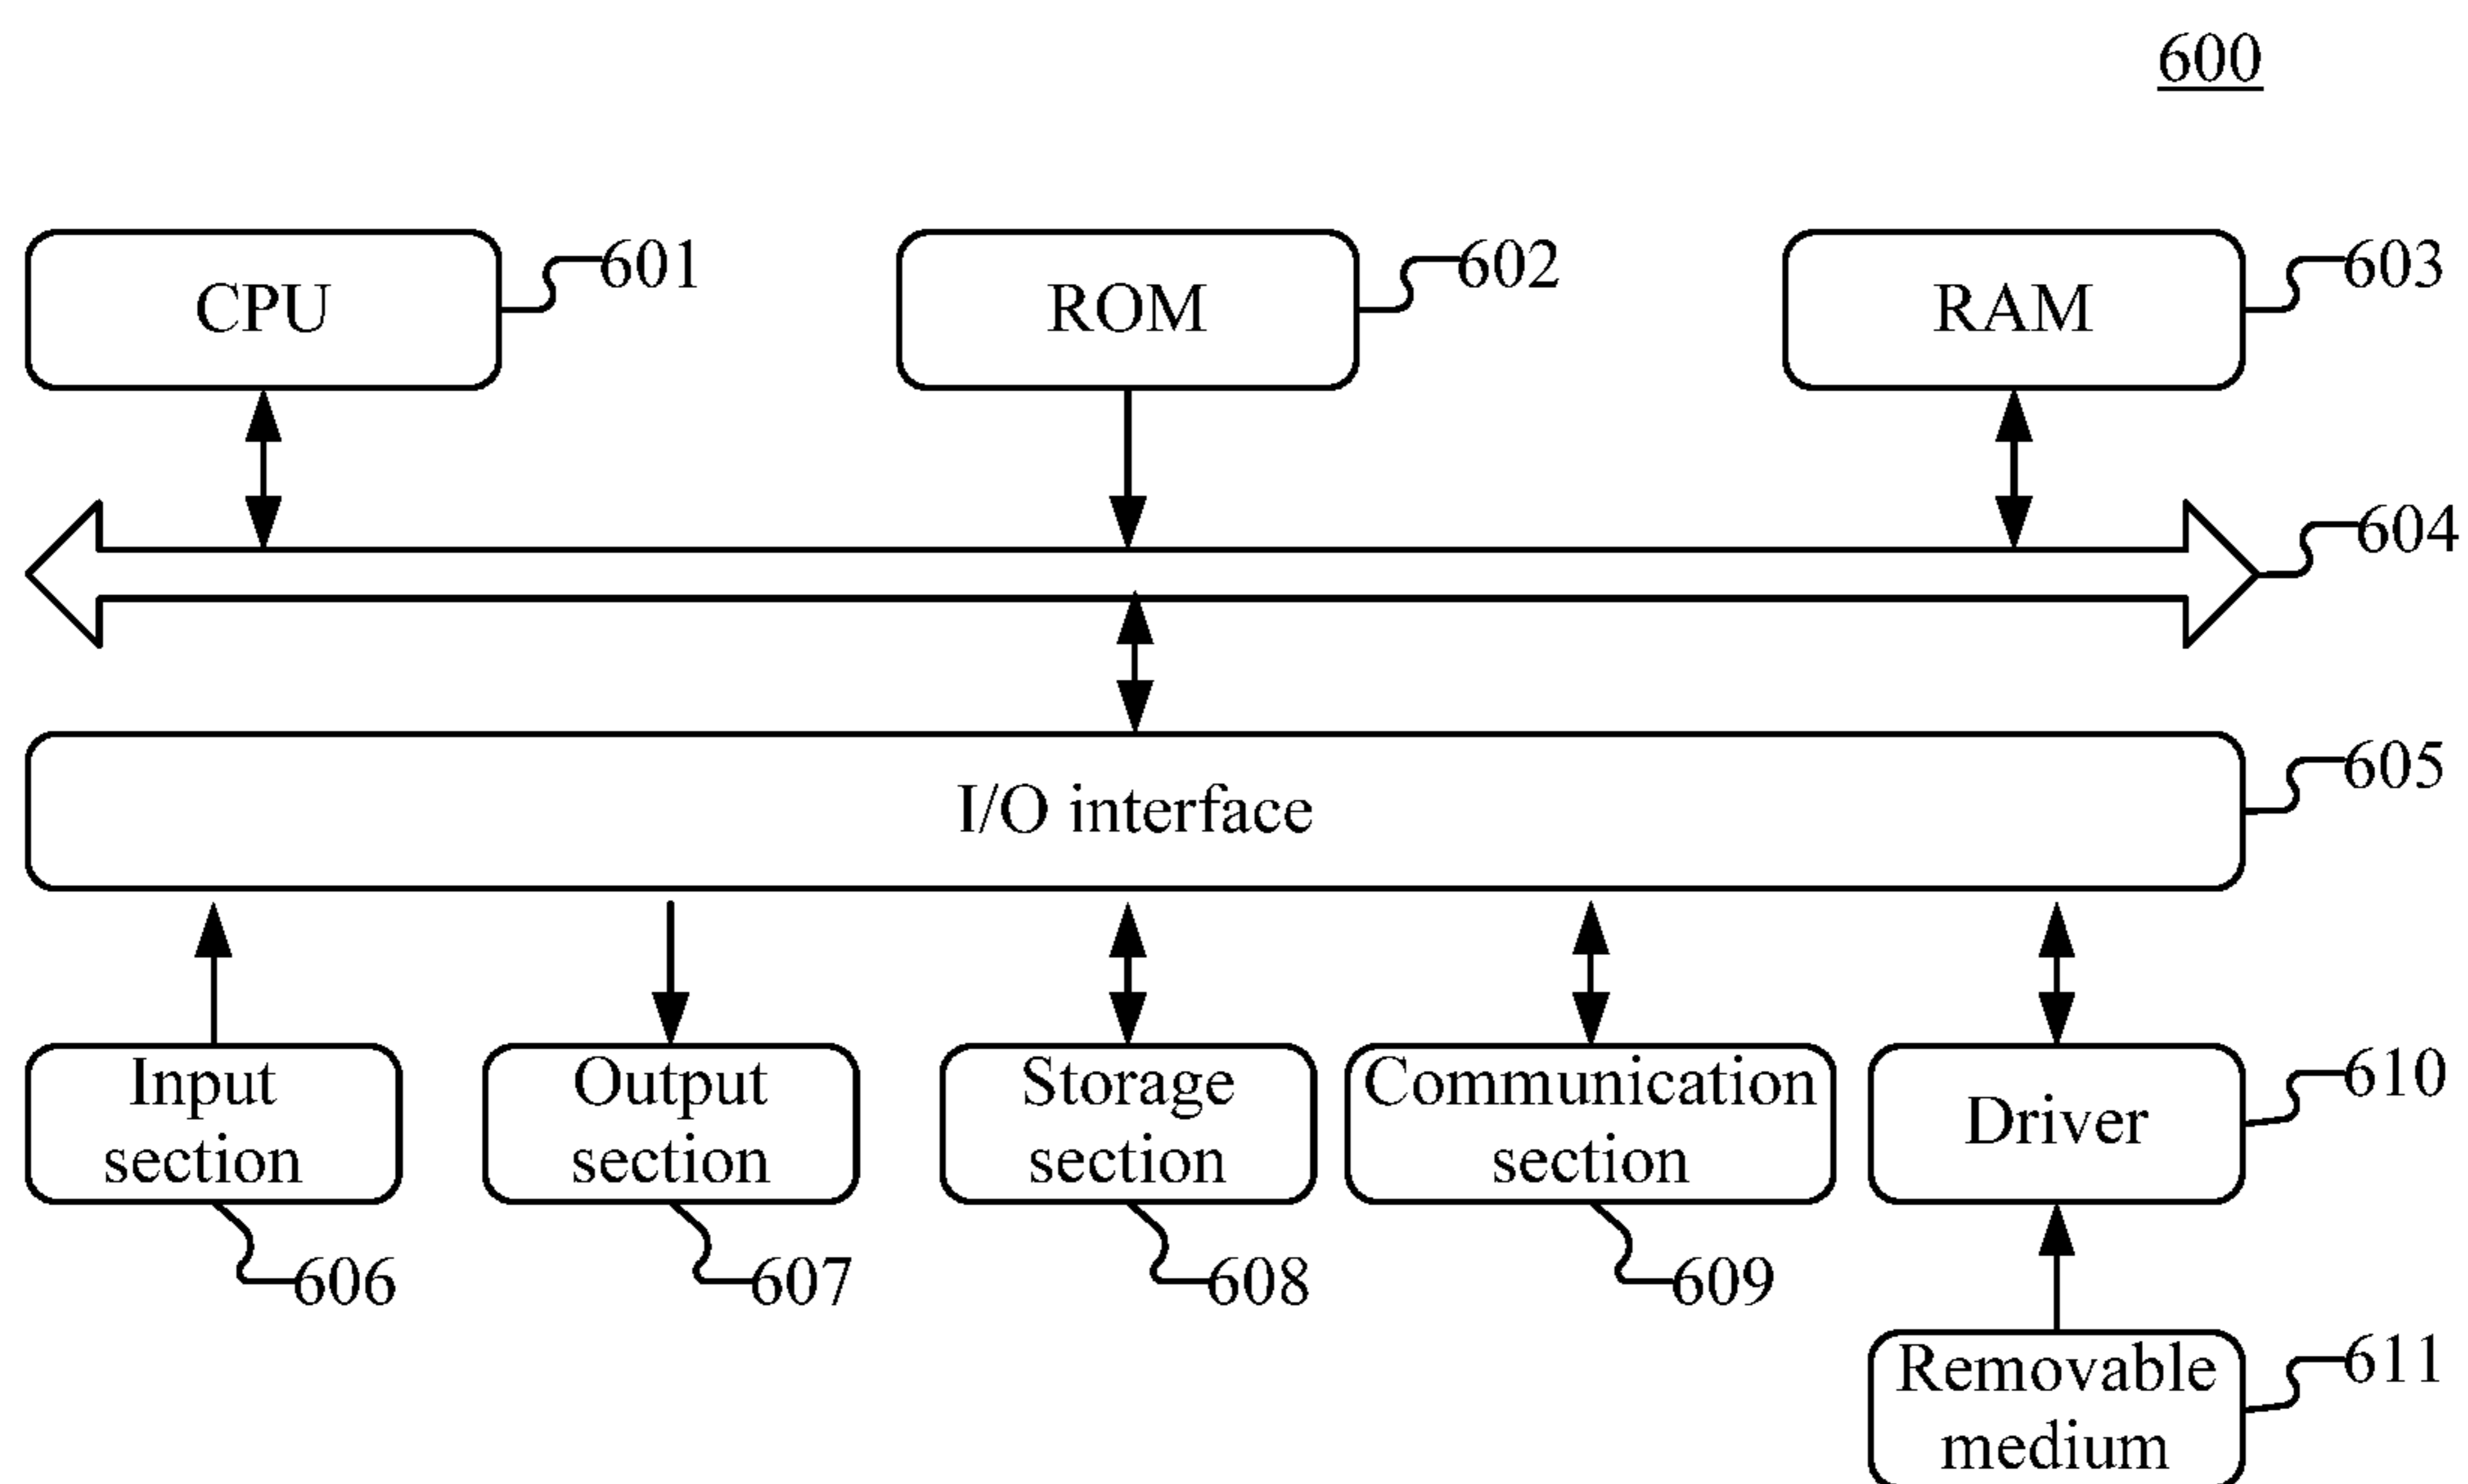 600
CPU
601
ROM
602
RAM
603
604
I/O interface
605
Input
section
606
Output
section
607
Storage
section
608
Communication
section
609
Driver
610
Removable
medium
611